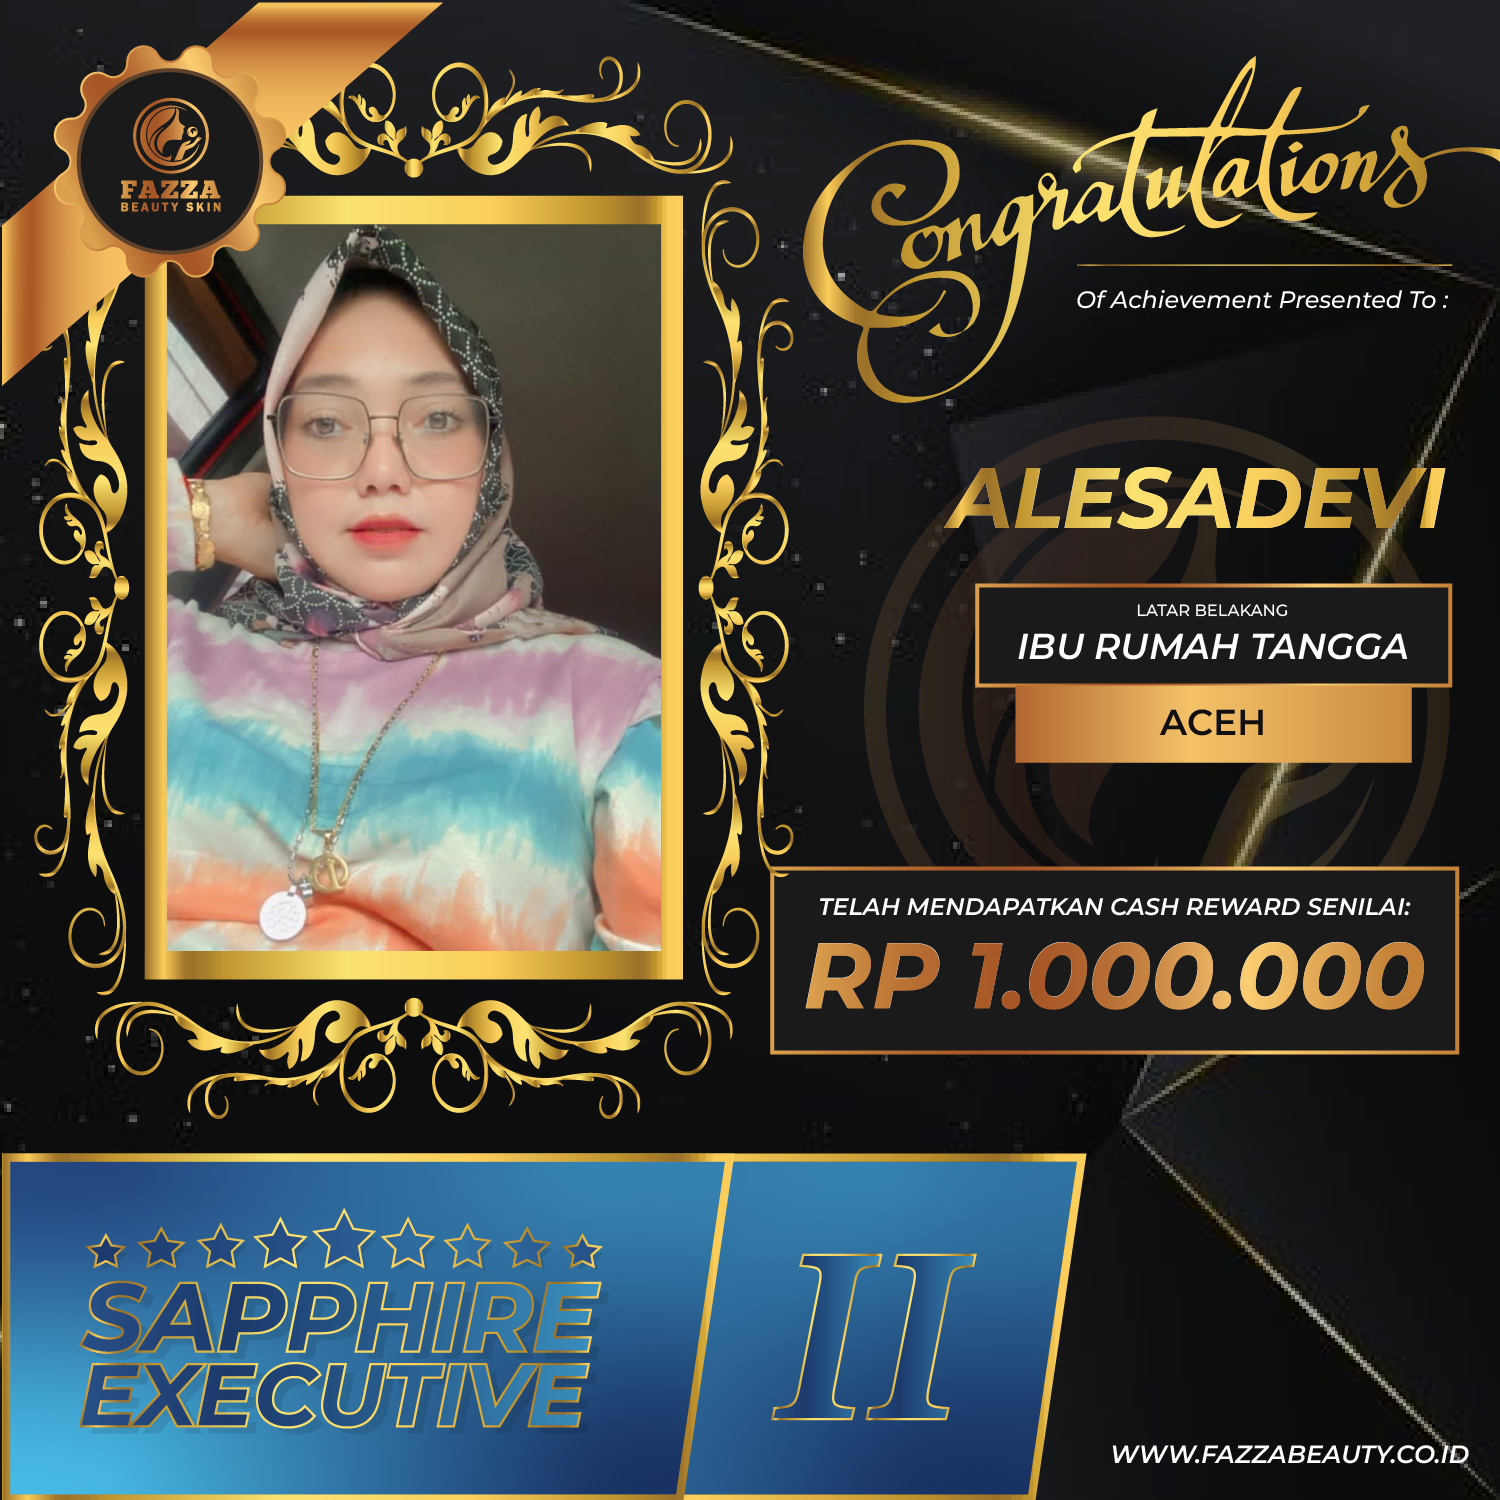 FAZZA
BEAUTY SKIN
Congratulations
Of Achievement Presented To :
ALESADEVI
LATAR BELAKANG
IBU RUMAH TANGGA
ACEH
TELAH MENDAPATKAN CASH REWARD SENILAI:
RP 1.000.000
SAPPHIRE
EXECUTIVE
II
WWW.FAZZABEAUTY.CO.ID